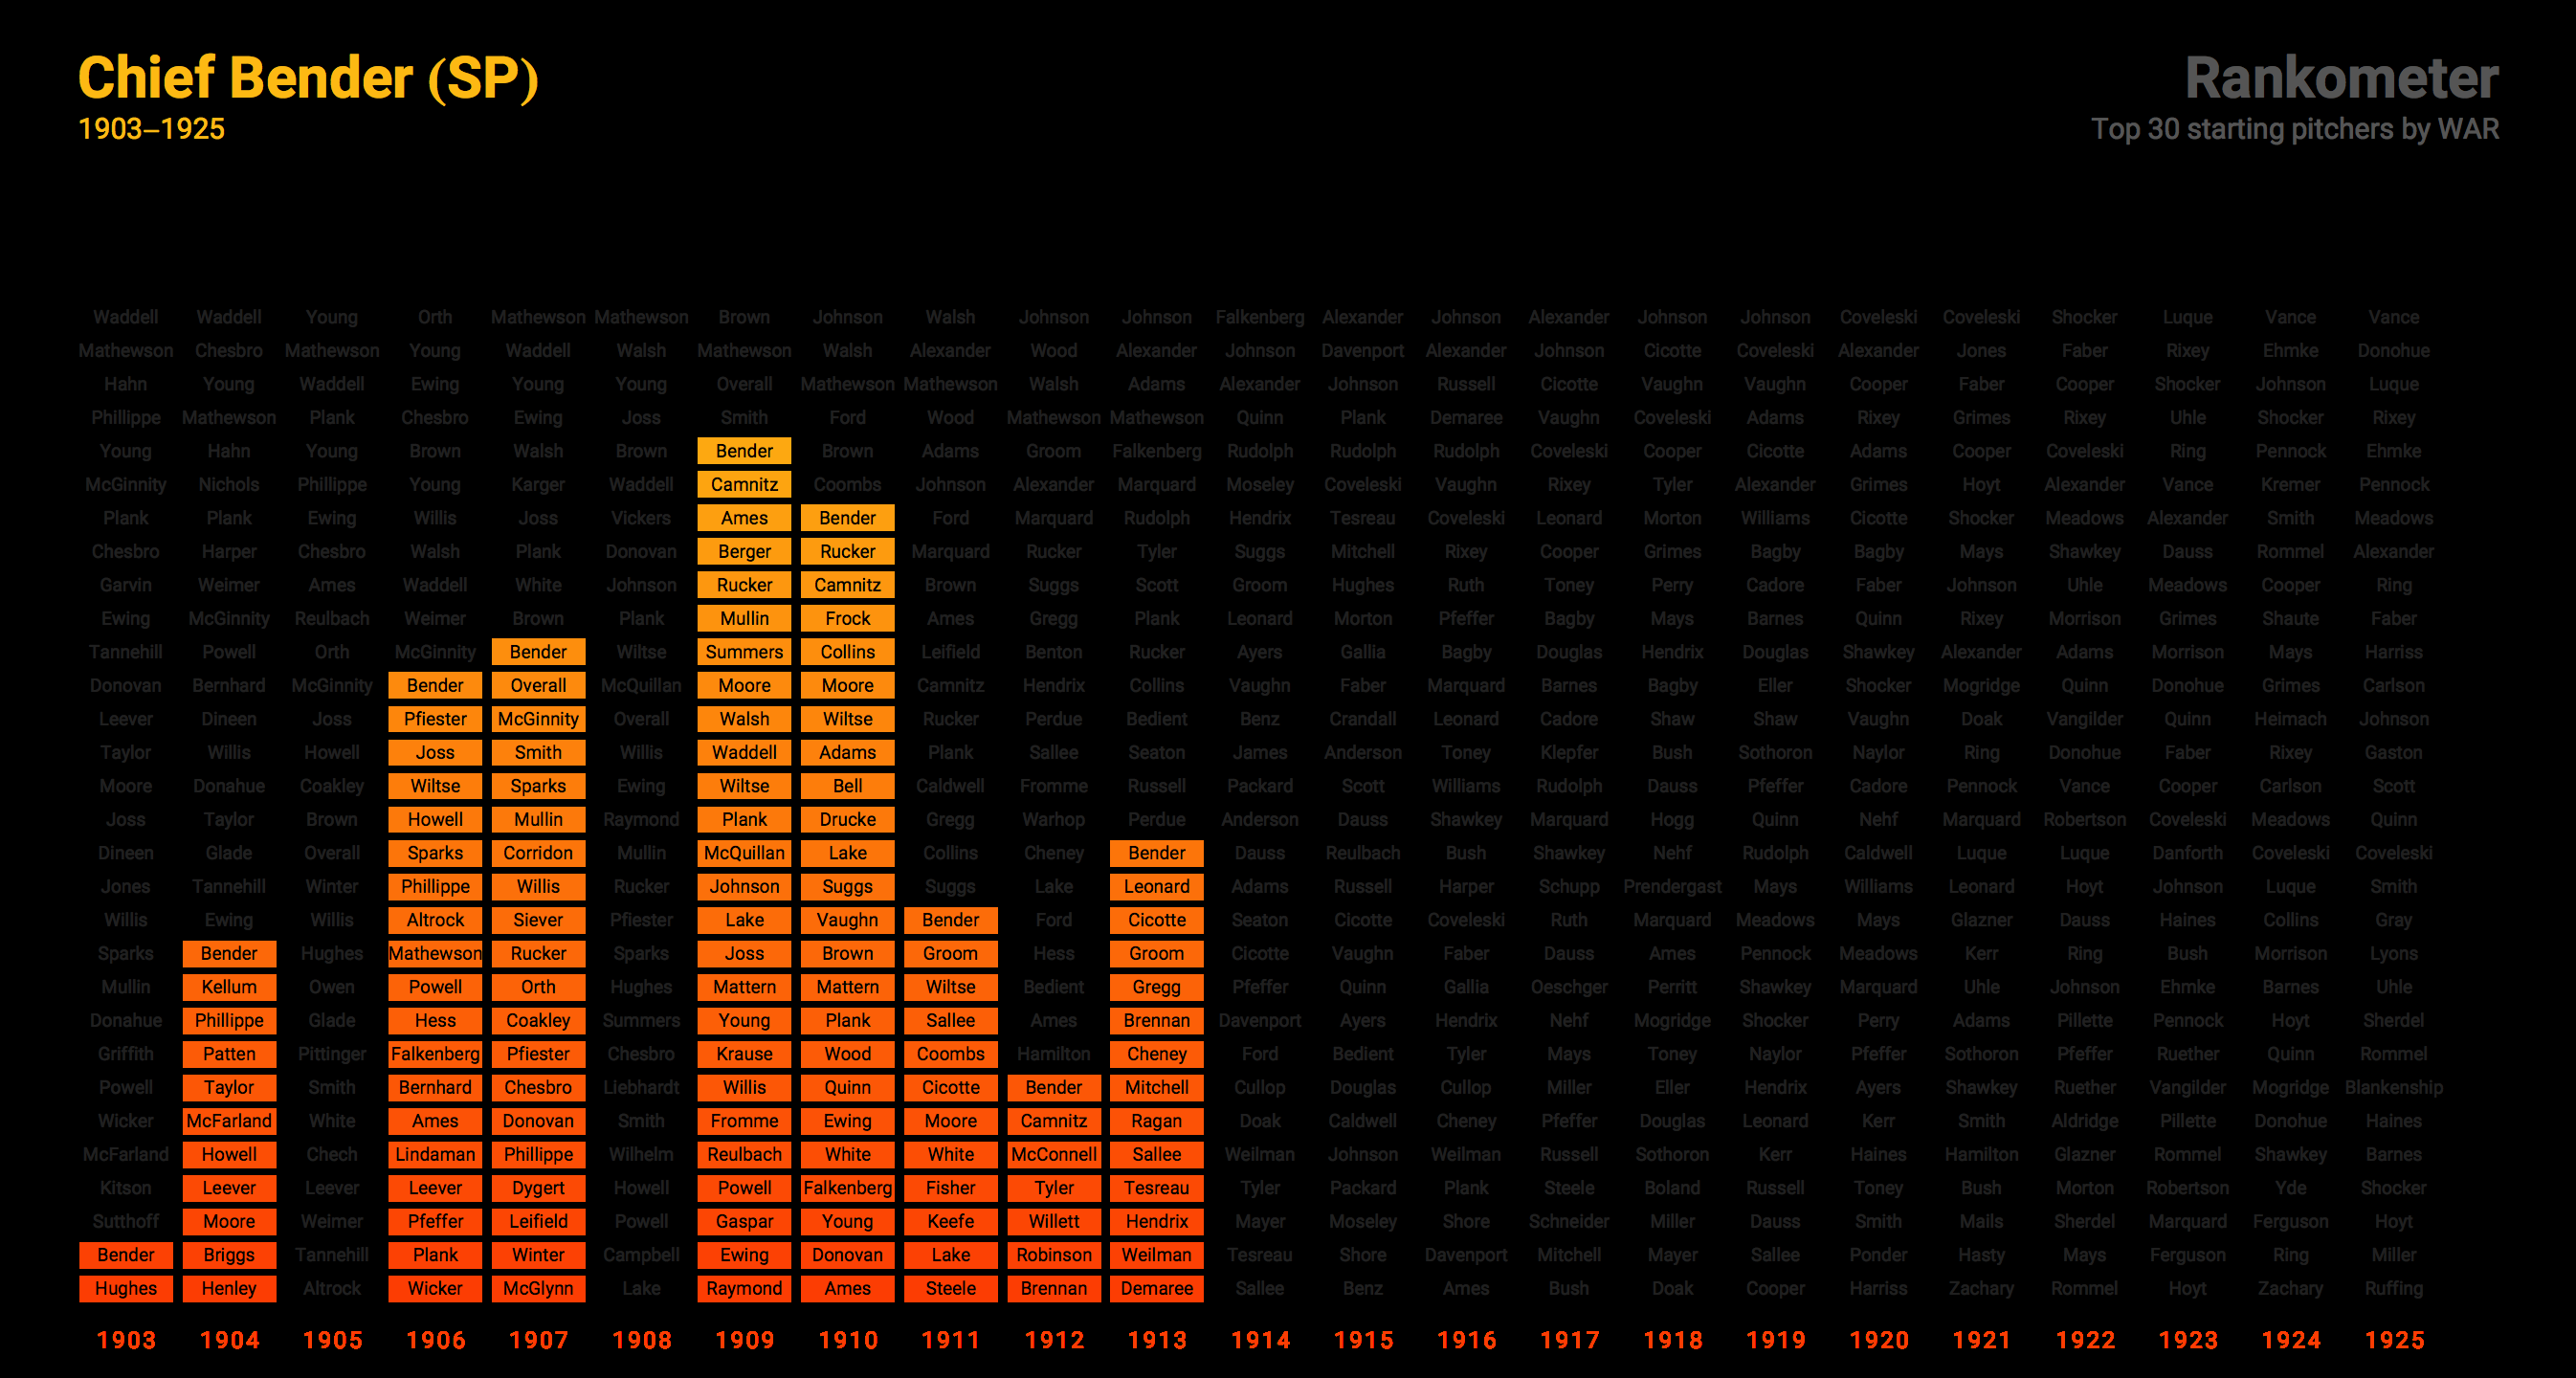 Chief Bender (SP)
1903–1925
Rankometer
Top 30 starting pitchers by WAR
Waddell Waddell Young Orth Mathewson Mathewson Brown Johnson Walsh Johnson Johnson Falkenberg Alexander Johnson Alexander Johnson Johnson Coveleski Coveleski Shocker Luque Vance Vance
Mathewson Chesbro Mathewson Young Waddell Walsh Mathewson Walsh Alexander Wood Alexander Johnson Davenport Alexander Johnson Cicotte Coveleski Alexander Jones Faber Rixey Ehmke Donohue
Hahn Young Waddell Ewing Young Young Overall Mathewson Mathewson Walsh Adams Alexander Johnson Russell Cicotte Vaughn Vaughn Cooper Faber Cooper Shocker Johnson Luque
Phillippe Mathewson Plank Chesbro Ewing Joss Smith Ford Wood Mathewson Mathewson Quinn Plank Demaree Vaughn Coveleski Adams Rixey Grimes Rixey Uhle Shocker Rixey
Young Hahn Young Brown Walsh Brown Bender Brown Adams Groom Falkenberg Rudolph Rudolph Rudolph Coveleski Cooper Cicotte Adams Cooper Coveleski Ring Pennock Ehmke
McGinnity Nichols Phillippe Young Karger Waddell Camnitz Coombs Johnson Alexander Marquard Moseley Coveleski Vaughn Rixey Tyler Alexander Grimes Hoyt Alexander Vance Kremer Pennock
Plank Plank Ewing Willis Joss Vickers Ames Bender Ford Marquard Rudolph Hendrix Tesreau Coveleski Leonard Morton Williams Cicotte Shocker Meadows Alexander Smith Meadows
Chesbro Harper Chesbro Walsh Plank Donovan Berger Rucker Marquard Rucker Tyler Suggs Mitchell Rixey Cooper Grimes Bagby Bagby Mays Shawkey Dauss Rommel Alexander
Garvin Weimer Ames Waddell White Johnson Rucker Camnitz Brown Suggs Scott Groom Hughes Ruth Toney Perry Cadore Faber Johnson Uhle Meadows Cooper Ring
Ewing McGinnity Reulbach Weimer Brown Plank Mullin Frock Ames Gregg Plank Leonard Morton Pfeffer Bagby Mays Barnes Quinn Rixey Morrison Grimes Shaute Faber
Tannehill Powell Orth McGinnity Bender Wiltse Summers Collins Leifield Benton Rucker Ayers Gallia Bagby Douglas Hendrix Douglas Shawkey Alexander Adams Morrison Mays Harriss
Donovan Bernhard McGinnity Bender Overall McQuillan Moore Moore Camnitz Hendrix Collins Vaughn Faber Marquard Barnes Bagby Eller Shocker Mogridge Quinn Donohue Grimes Carlson
Leever Dineen Joss Pfiester McGinnity Overall Walsh Wiltse Rucker Perdue Bedient Benz Crandall Leonard Cadore Shaw Shaw Vaughn Doak Vangilder Quinn Heimach Johnson
Taylor Willis Howell Joss Smith Willis Waddell Adams Plank Sallee Seaton James Anderson Toney Klepfer Bush Sothoron Naylor Ring Donohue Faber Rixey Gaston
Moore Donahue Coakley Wiltse Sparks Ewing Wiltse Bell Caldwell Fromme Russell Packard Scott Williams Rudolph Dauss Pfeffer Cadore Pennock Vance Cooper Carlson Scott
Joss Taylor Brown Howell Mullin Raymond Plank Drucke Gregg Warhop Perdue Anderson Dauss Shawkey Marquard Hogg Quinn Nehf Marquard Robertson Coveleski Meadows Quinn
Dineen Glade Overall Sparks Corridon Mullin McQuillan Lake Collins Cheney Bender Dauss Reulbach Bush Shawkey Nehf Rudolph Caldwell Luque Luque Danforth Coveleski Coveleski
Jones Tannehill Winter Phillippe Willis Rucker Johnson Suggs Suggs Lake Leonard Adams Russell Harper Schupp Prendergast Mays Williams Leonard Hoyt Johnson Luque Smith
Willis Ewing Willis Altrock Siever Pfiester Lake Vaughn Bender Ford Cicotte Seaton Cicotte Coveleski Ruth Marquard Meadows Mays Glazner Dauss Haines Collins Gray
Sparks Bender Hughes Mathewson Rucker Sparks Joss Brown Groom Hess Groom Cicotte Vaughn Faber Dauss Ames Pennock Meadows Kerr Ring Bush Morrison Lyons
Mullin Kellum Owen Powell Orth Hughes Mattern Mattern Wiltse Bedient Gregg Pfeffer Quinn Gallia Oeschger Perritt Shawkey Marquard Uhle Johnson Ehmke Barnes Uhle
Donahue Phillippe Glade Hess Coakley Summers Young Plank Sallee Ames Brennan Davenport Ayers Hendrix Nehf Mogridge Shocker Perry Adams Pillette Pennock Hoyt Sherdel
Griffith Patten Pittinger Falkenberg Pfiester Chesbro Krause Wood Coombs Hamilton Cheney Ford Bedient Tyler Mays Toney Naylor Pfeffer Sothoron Pfeffer Ruether Quinn Rommel
Powell Taylor Smith Bernhard Chesbro Liebhardt Willis Quinn Cicotte Bender Mitchell Cullop Douglas Cullop Miller Eller Hendrix Ayers Shawkey Ruether Vangilder Mogridge Blankenship
Wicker McFarland White Ames Donovan Smith Fromme Ewing Moore Camnitz Ragan Doak Caldwell Cheney Pfeffer Douglas Leonard Kerr Smith Aldridge Pillette Donohue Haines
McFarland Howell Chech Lindaman Phillippe Wilhelm Reulbach White White McConnell Sallee Weilman Johnson Weilman Russell Sothoron Kerr Haines Hamilton Glazner Rommel Shawkey Barnes
Kitson Leever Leever Leever Dygert Howell Powell Falkenberg Fisher Tyler Tesreau Tyler Packard Plank Steele Boland Russell Toney Bush Morton Robertson Yde Shocker
Sutthoff Moore Weimer Pfeffer Leifield Powell Gaspar Young Keefe Willett Hendrix Mayer Moseley Shore Schneider Miller Dauss Smith Mails Sherdel Marquard Ferguson Hoyt
Bender Briggs Tannehill Plank Winter Campbell Ewing Donovan Lake Robinson Weilman Tesreau Shore Davenport Mitchell Mayer Sallee Ponder Hasty Mays Ferguson Ring Miller
Hughes Henley Altrock Wicker McGlynn Lake Raymond Ames Steele Brennan Demaree Sallee Benz Ames Bush Doak Cooper Harriss Zachary Rommel Hoyt Zachary Ruffing
1903 1904 1905 1906 1907 1908 1909 1910 1911 1912 1913 1914 1915 1916 1917 1918 1919 1920 1921 1922 1923 1924 1925